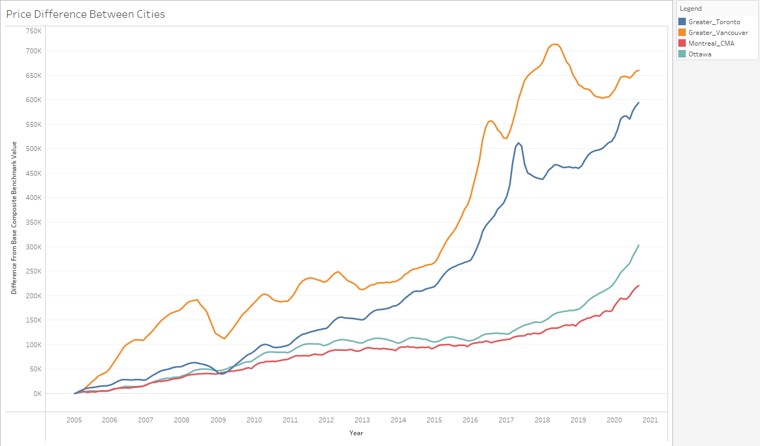 Price Difference Between Cities
Legend
Greater_Toronto
Greater_Vancouver
Montreal_CMA
Ottawa
Difference From Base Composite Benchmark Value
750K
700K
650K
600K
550K
500K
450K
400K
350K
300K
250K
200K
150K
100K
50K
0K
2005 2006 2007 2008 2009 2010 2011 2012 2013 2014 2015 2016 2017 2018 2019 2020 2021
Year